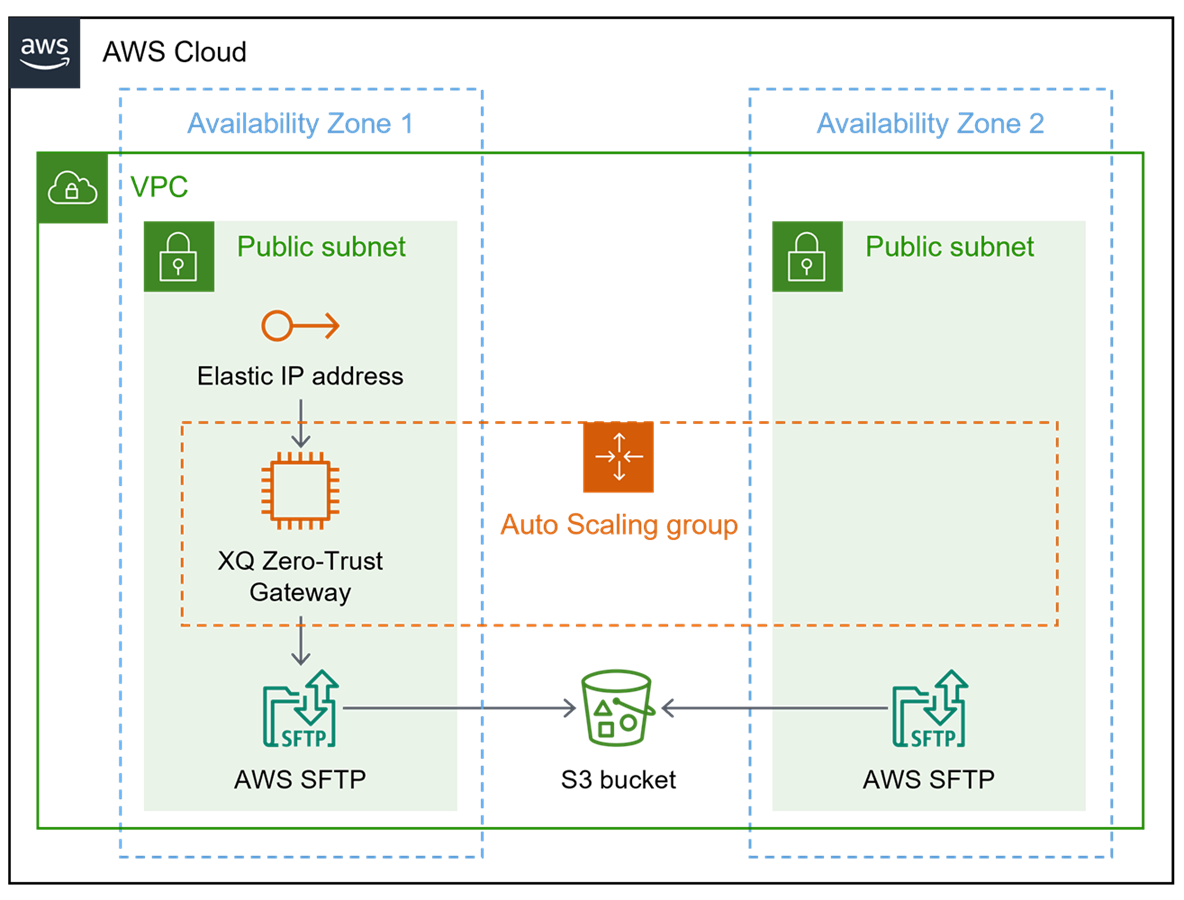 aws
AWS Cloud
Availability Zone 1
Availability Zone 2
VPC
Public subnet
Public subnet
Elastic IP address
Auto Scaling group
XQ Zero-Trust
Gateway
SFTP
SFTP
AWS SFTP
S3 bucket
AWS SFTP